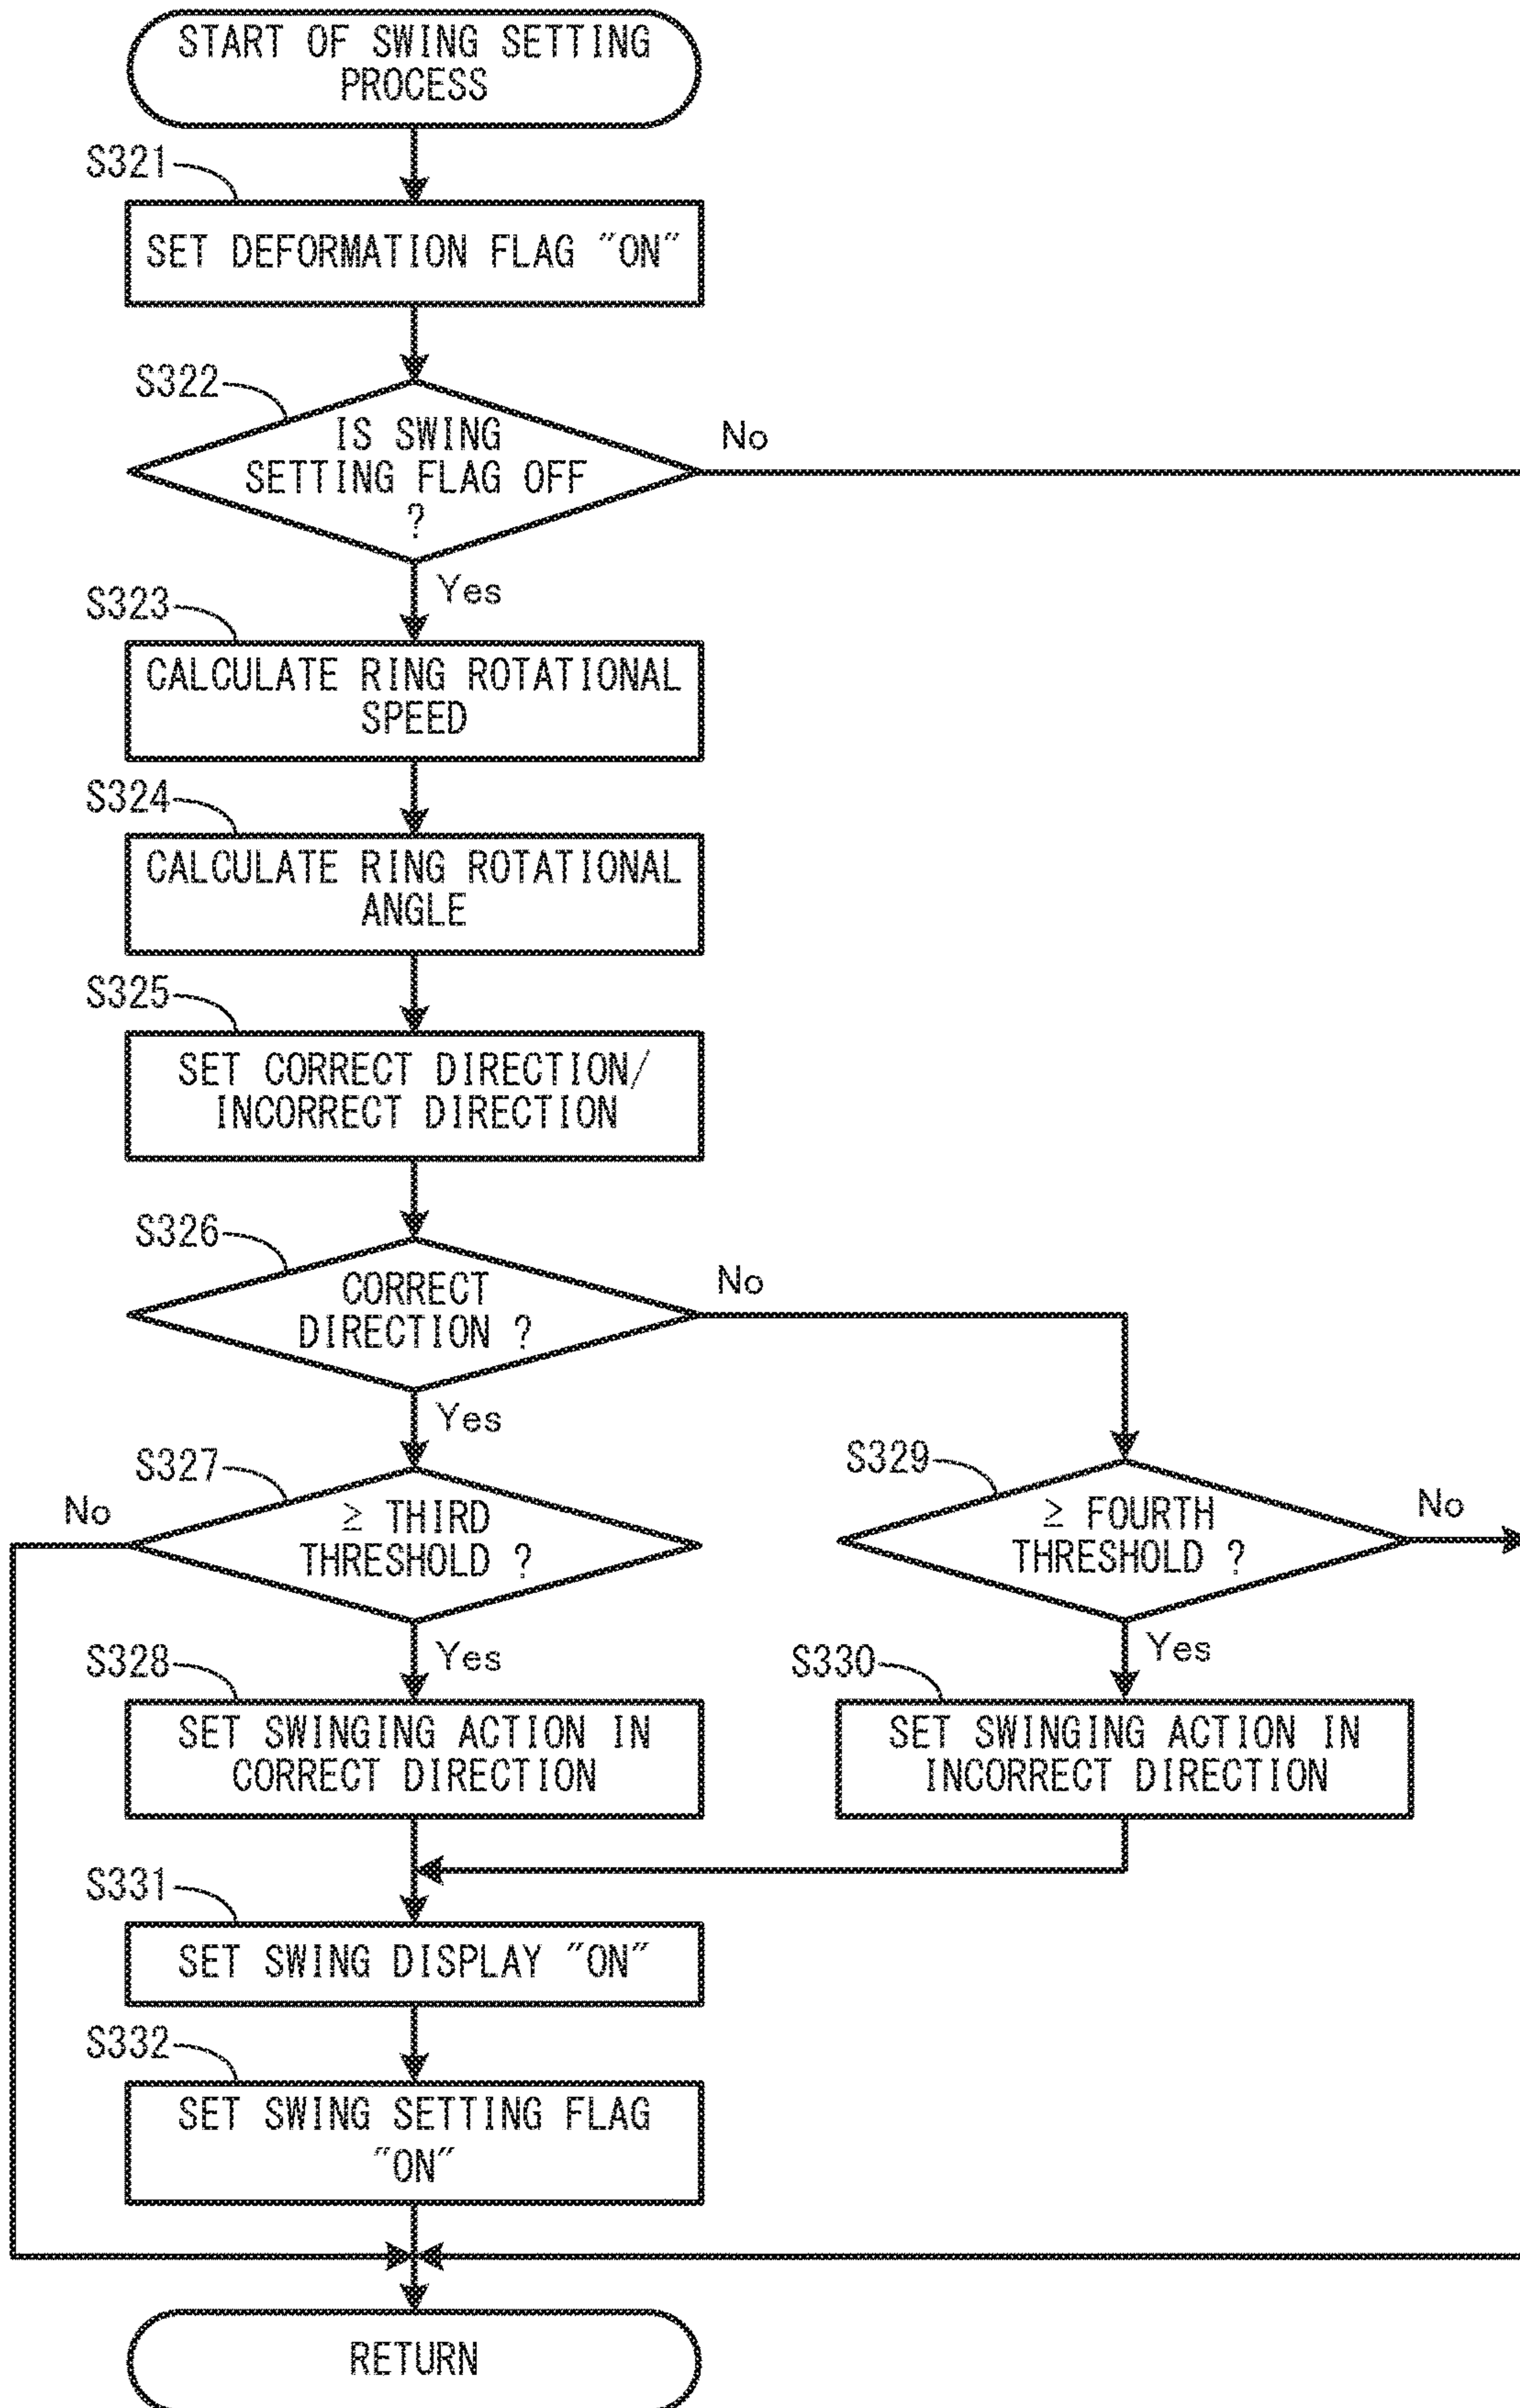 START OF SWING SETTING
PROCESS
S321
SET DEFORMATION FLAG "ON"
S322
IS SWING
SETTING FLAG OFF
?
No
Yes
S323
CALCULATE RING ROTATIONAL
SPEED
S324
CALCULATE RING ROTATIONAL
ANGLE
S325
SET CORRECT DIRECTION/
INCORRECT DIRECTION
S326
CORRECT
DIRECTION ?
No
Yes
S327
≥ THIRD
THRESHOLD ?
No
Yes
S329
≥ FOURTH
THRESHOLD ?
No
Yes
S328
SET SWINGING ACTION IN
CORRECT DIRECTION
S330
SET SWINGING ACTION IN
INCORRECT DIRECTION
S331
SET SWING DISPLAY "ON"
S332
SET SWING SETTING FLAG
"ON"
RETURN